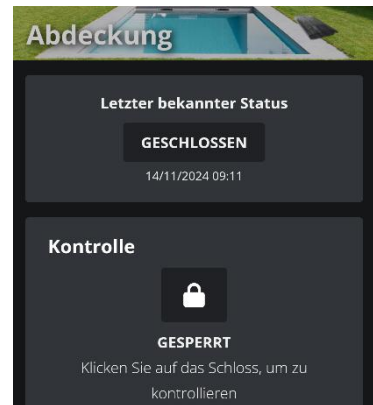 Abdeckung
Letzter bekannter Status
GESCHLOSSEN
14/11/2024 09:11
Kontrolle
GESPERRT
Klicken Sie auf das Schloss, um zu
kontrollieren